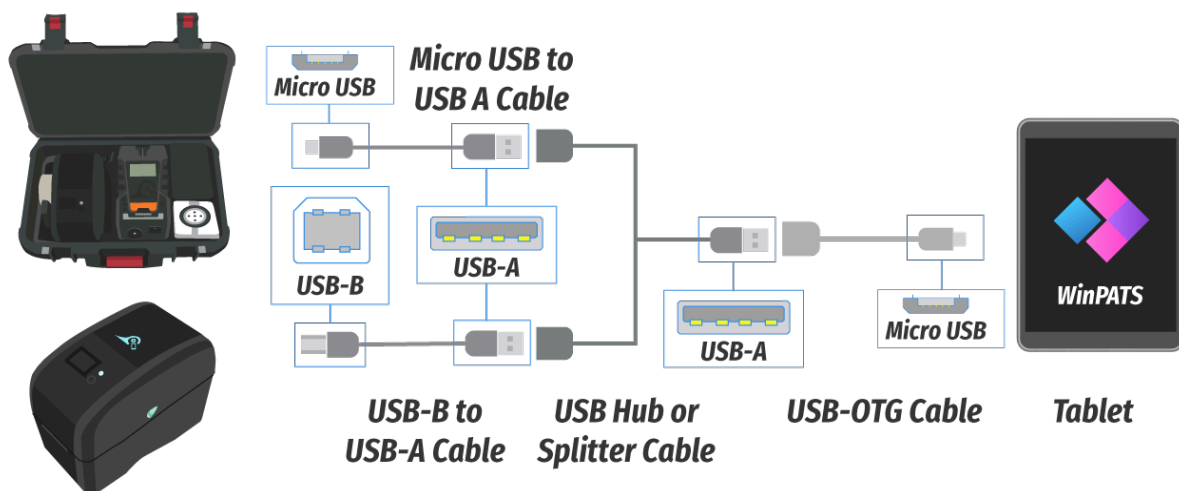 Micro USB
Micro USB to
USB A Cable
USB-B
USB-A
USB-A
Micro USB
WinPATS
USB-B to
USB-A Cable
USB Hub or
Splitter Cable
USB-OTG Cable
Tablet